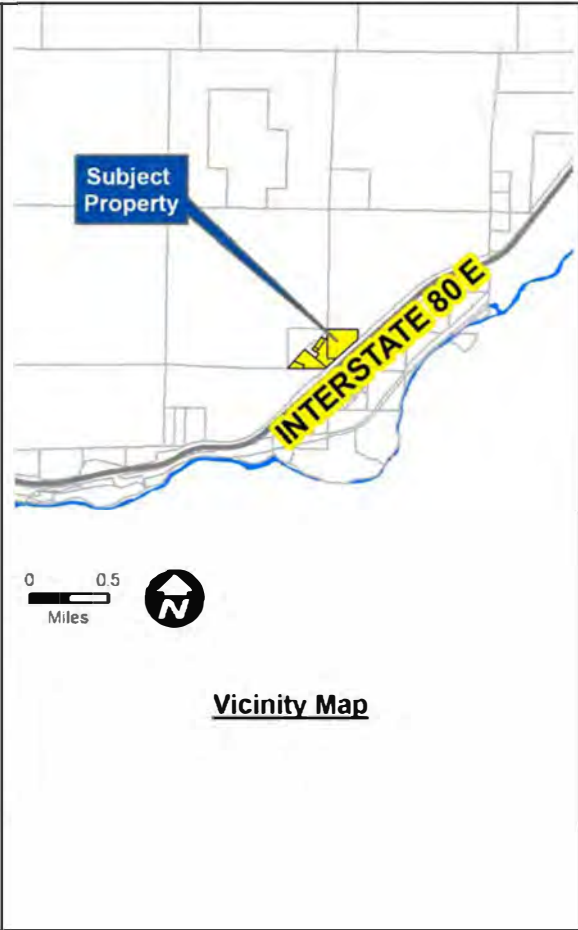 Subject
Property
INTERSTATE 80 E
0 0.5
Miles
N
Vicinity Map